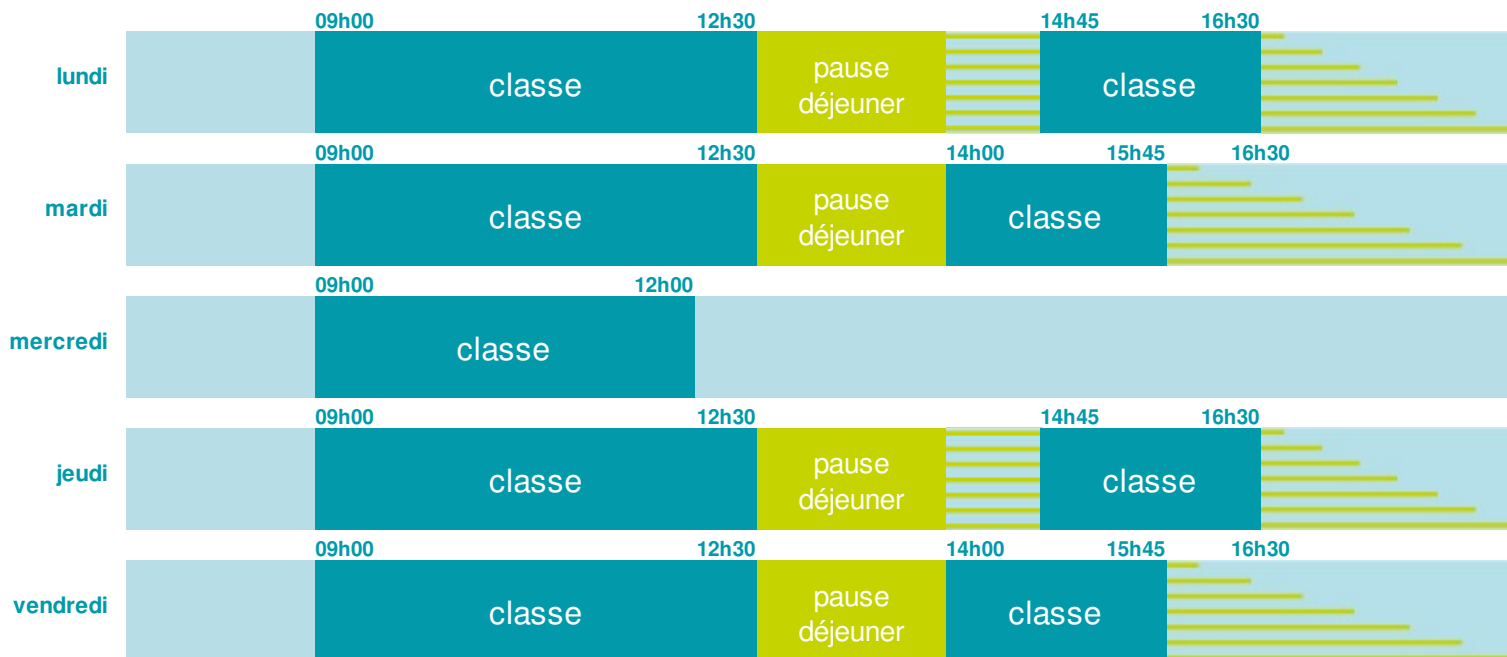 09h00 12h30 14h45 16h30
lundi classe pause classe
déjeuner
09h00 12h30 14h00 15h45 16h30
mardi classe pause classe
déjeuner
09h00 12h00
mercredi classe
09h00 12h30 14h45 16h30
jeudi classe pause classe
déjeuner
09h00 12h30 14h00 15h45 16h30
vendredi classe pause classe
déjeuner